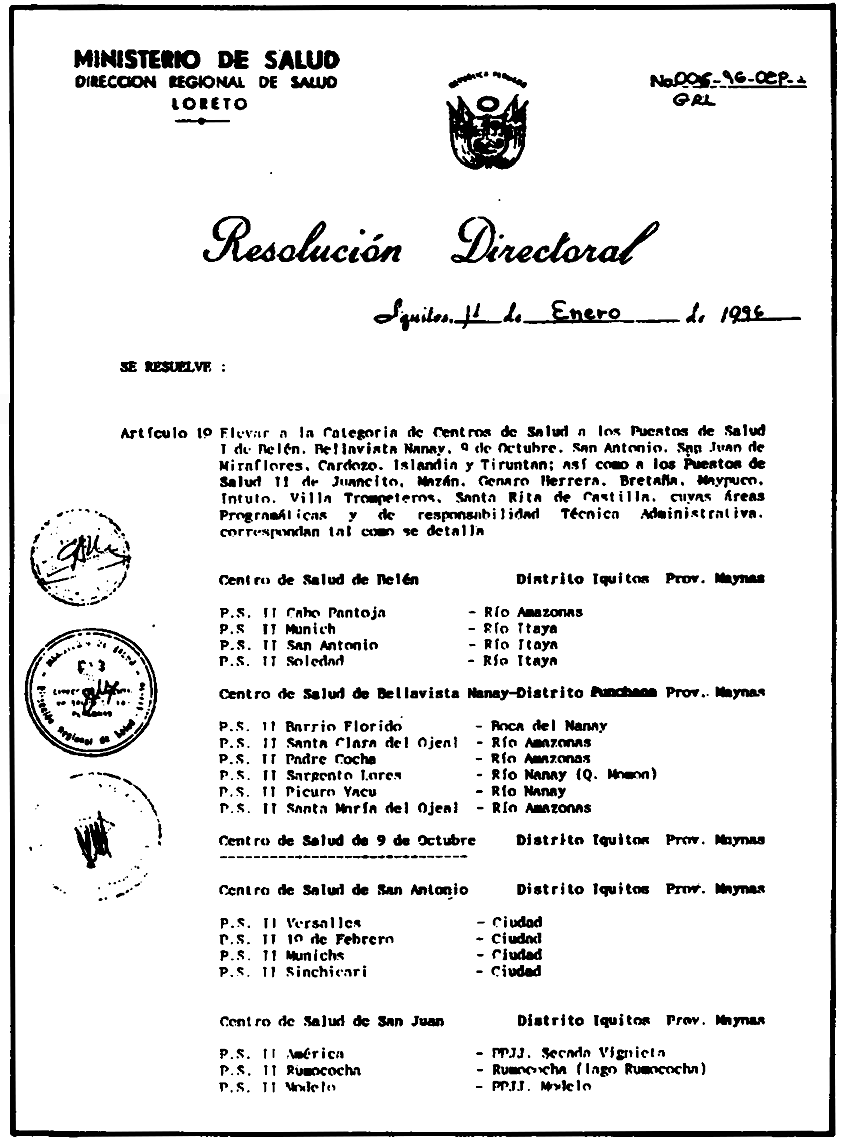 MINISTERIO DE SALUD
DIRECCION REGIONAL DE SALUD
LORETO
REPUBLICA PERUANA
GRL
Resolución Directoral
Iquitos, 11 de Enero de 1996
SE RESUELVE :
Artículo 1º Elevar a la Categoria de Centros de Salud a los Puestos de Salud
I de Belén, Bellavista Nanay, 9 de Octubre, San Antonio, San Juan de
Miraflores, Cardozo, Islandia y Tiruntan; así como a los Puestos de
Salud II de Juancito, Mazán, Genaro Herrera, Bretaña, Maypuco,
Intuto, Villa Trompeteros, Santa Rita de Castilla, cuyas Áreas
Programáticas y de responsabilidad Técnica Administrativa,
correspondan tal como se detalla
Centro de Salud de Belén Distrito Iquitos Prov. Maynas
P.S. II Cabo Pantoja - Río Amazonas
P.S. II Munich - Río Itaya
P.S. II San Antonio - Río Itaya
P.S. II Soledad - Río Itaya
Centro de Salud de Bellavista Nanay-Distrito Punchana Prov. Maynas
P.S. II Barrio Florido - Boca del Nanay
P.S. II Santa Clara del Ojeal - Río Amazonas
P.S. II Padre Cocha - Río Amazonas
P.S. II Sargento Lores - Río Nanay (Q. Momon)
P.S. II Picuro Yacu - Río Nanay
P.S. II Santa María del Ojeal - Río Amazonas
Centro de Salud de 9 de Octubre Distrito Iquitos Prov. Maynas
Centro de Salud de San Antonio Distrito Iquitos Prov. Maynas
P.S. II Versalles - Ciudad
P.S. II 1º de Febrero - Ciudad
P.S. II Munichs - Ciudad
P.S. II Sinchicari - Ciudad
Centro de Salud de San Juan Distrito Iquitos Prov. Maynas
P.S. II América - PPJJ. Secada Vignieta
P.S. II Rumococha - Rumococha (lago Rumococha)
P.S. II Modelo - PPJJ. Modelo